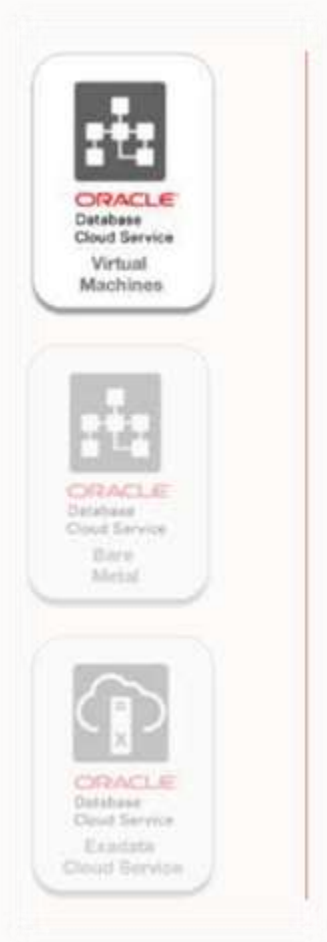 ORACLE
Database
Cloud Service
Virtual
Machines
ORACLE
Database
Cloud Service
Bare
Metal
ORACLE
Database
Cloud Service
Exadata
Cloud Service